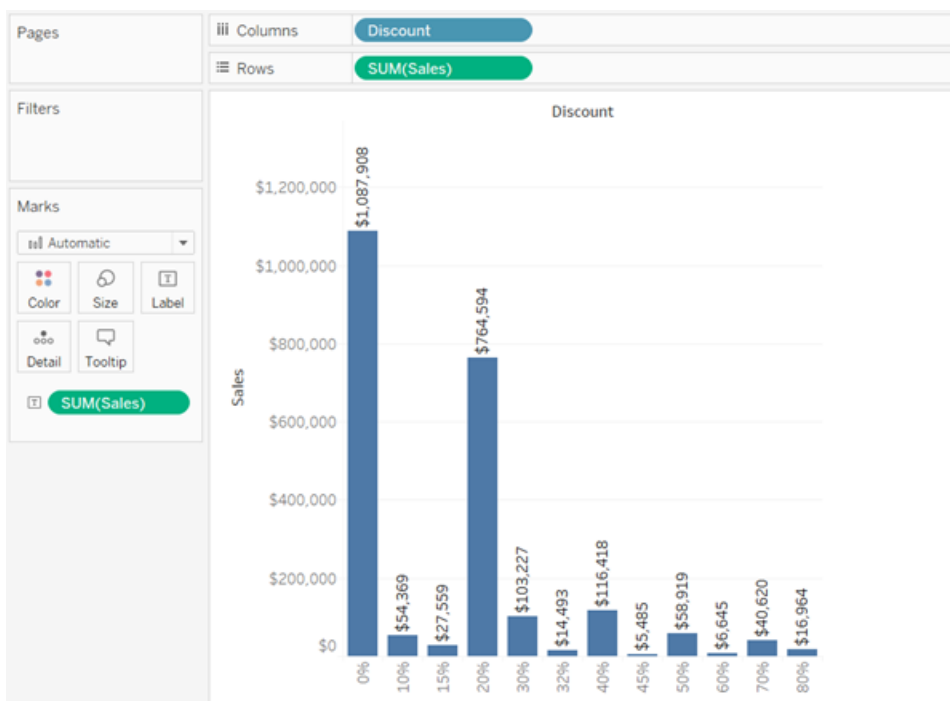 Pages
Columns
Discount
Rows
SUM(Sales)
Filters
Marks
Automatic
Color
Size
Label
Detail
Tooltip
SUM(Sales)
Discount
Sales
$1,200,000
$1,000,000
$800,000
$600,000
$400,000
$200,000
$0
$1,087,908
$54,369
$27,559
$764,594
$103,227
$14,493
$116,418
$5,485
$58,919
$6,645
$40,620
$16,964
0%
10%
15%
20%
30%
32%
40%
45%
50%
60%
70%
80%